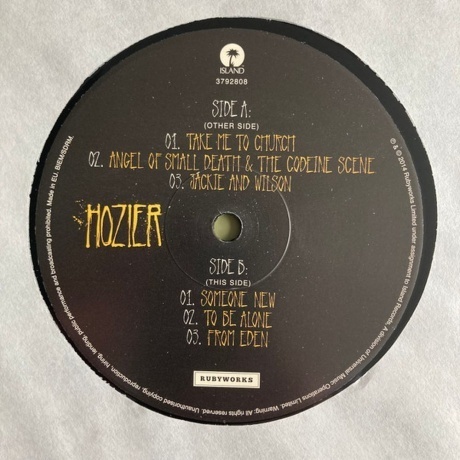 ISLAND
3792808
SIDE A:
(OTHER SIDE)
01. TAKE ME TO CHURCH
02. ANGEL OF SMALL DEATH & THE CODEINE SCENE
03. JACKIE AND WILSON
HOZIER
SIDE B:
(THIS SIDE)
01. SOMEONE NEW
02. TO BE ALONE
03. FROM EDEN
RUBYWORKS
℗ & © 2014 Rubyworks Limited under assignment to Island Records, A division of Universal Music Operations Limited. Warning: All rights reserved. Unauthorised copying, reproduction, hiring, lending, public performance and broadcasting prohibited. Made in EU. BIEM/SDRM.